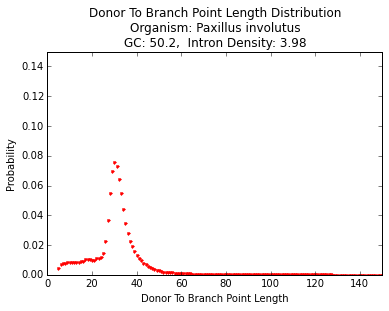 Donor To Branch Point Length Distribution
Organism: Paxillus involutus
GC: 50.2,  Intron Density: 3.98
0.14
0.12
0.10
0.08
0.06
0.04
0.02
0.00
Probability
0 20 40 60 80 100 120 140
Donor To Branch Point Length